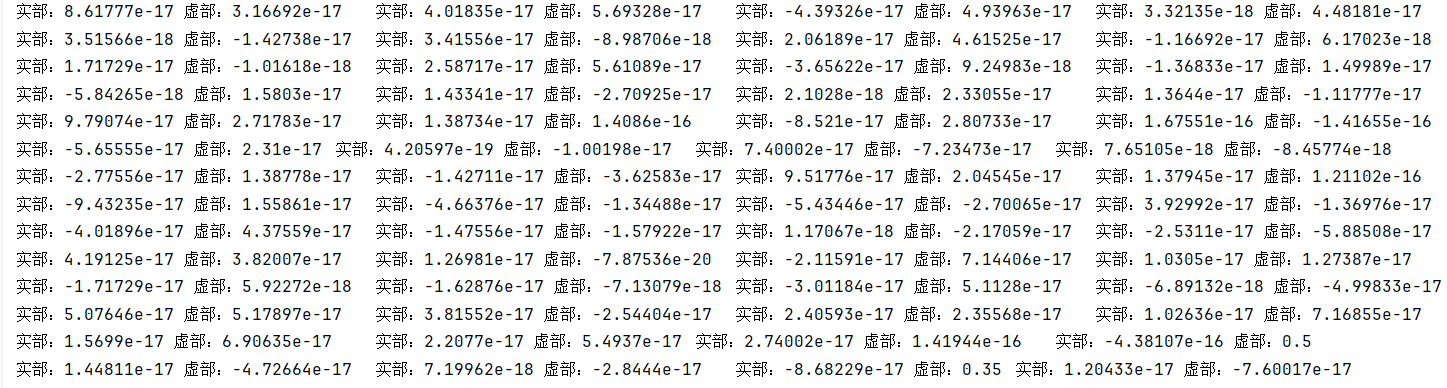 实部：8.61777e-17 虚部：3.16692e-17 实部：4.01835e-17 虚部：5.69328e-17 实部：-4.39326e-17 虚部：4.93963e-17 实部：3.32135e-18 虚部：4.48181e-17
实部：3.51566e-18 虚部：-1.42738e-17 实部：3.41556e-17 虚部：-8.98706e-18 实部：2.06189e-17 虚部：4.61525e-17 实部：-1.16692e-17 虚部：6.17023e-18
实部：1.71729e-17 虚部：-1.01618e-18 实部：2.58717e-17 虚部：5.61089e-17 实部：-3.65622e-17 虚部：9.24983e-18 实部：-1.36833e-17 虚部：1.49989e-17
实部：-5.84265e-18 虚部：1.5803e-17 实部：1.43341e-17 虚部：-2.70925e-17 实部：2.1028e-18 虚部：2.33055e-17 实部：1.3644e-17 虚部：-1.11777e-17
实部：9.79074e-17 虚部：2.71783e-17 实部：1.38734e-17 虚部：1.4086e-16 实部：-8.521e-17 虚部：2.80733e-17 实部：1.67551e-16 虚部：-1.41655e-16
实部：-5.65555e-17 虚部：2.31e-17 实部：4.20597e-19 虚部：-1.00198e-17 实部：7.40002e-17 虚部：-7.23473e-17 实部：7.65105e-18 虚部：-8.45774e-18
实部：-2.77556e-17 虚部：1.38778e-17 实部：-1.42711e-17 虚部：-3.62583e-17 实部：9.51776e-17 虚部：2.04545e-17 实部：1.37945e-17 虚部：1.21102e-16
实部：-9.43235e-17 虚部：1.55861e-17 实部：-4.66376e-17 虚部：-1.34488e-17 实部：-5.43446e-17 虚部：-2.70065e-17 实部：3.92992e-17 虚部：-1.36976e-17
实部：-4.01896e-17 虚部：4.37559e-17 实部：-1.47556e-17 虚部：-1.57922e-17 实部：1.17067e-18 虚部：-2.17059e-17 实部：-2.5311e-17 虚部：-5.88508e-17
实部：4.19125e-17 虚部：3.82007e-17 实部：1.26981e-17 虚部：-7.87536e-20 实部：-2.11591e-17 虚部：7.14406e-17 实部：1.0305e-17 虚部：1.27387e-17
实部：-1.71729e-17 虚部：5.92272e-18 实部：-1.62876e-17 虚部：-7.13079e-18 实部：-3.01184e-17 虚部：5.1128e-17 实部：-6.89132e-18 虚部：-4.99833e-17
实部：5.07646e-17 虚部：5.17897e-17 实部：3.81552e-17 虚部：-2.54404e-17 实部：2.40593e-17 虚部：2.35568e-17 实部：1.02636e-17 虚部：7.16855e-17
实部：1.5699e-17 虚部：6.90635e-17 实部：2.2077e-17 虚部：5.4937e-17 实部：2.74002e-17 虚部：1.41944e-16 实部：-4.38107e-16 虚部：0.5
实部：1.44811e-17 虚部：-4.72664e-17 实部：7.19962e-18 虚部：-2.8444e-17 实部：-8.68229e-17 虚部：0.35 实部：1.20433e-17 虚部：-7.60017e-17